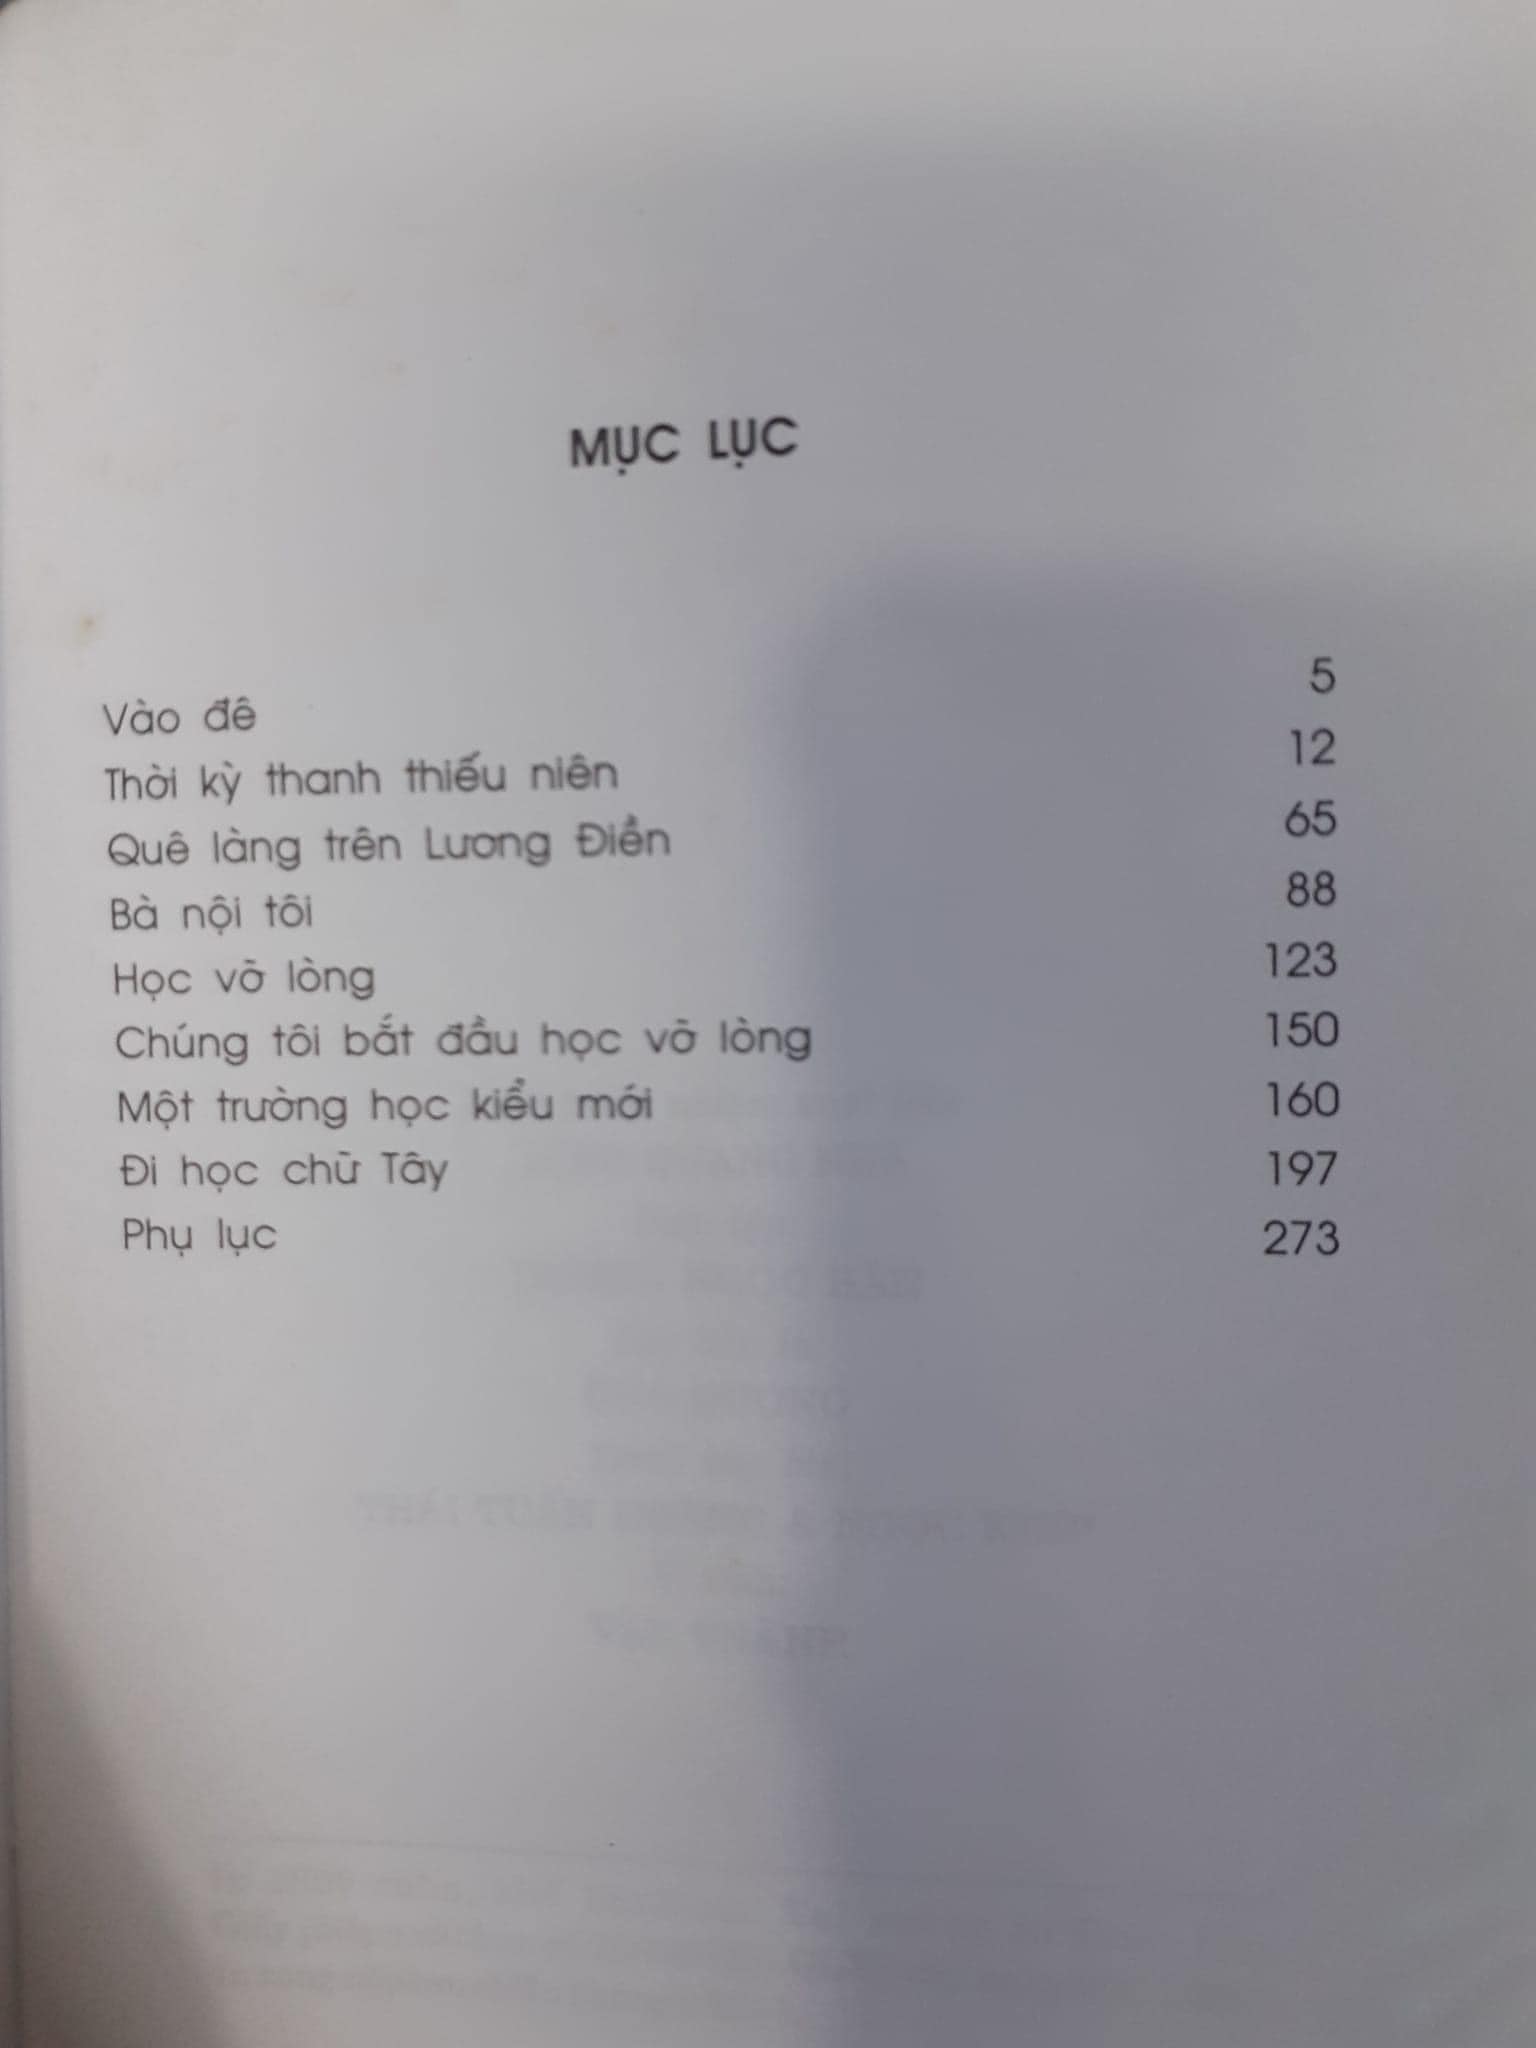 MỤC LỤC
Vào đề 5
Thời kỳ thanh thiếu niên 12
Quê làng trên Lương Điền 65
Bà nội tôi 88
Học vỡ lòng 123
Chúng tôi bắt đầu học vỡ lòng 150
Một trường học kiểu mới 160
Đi học chữ Tây 197
Phụ lục 273